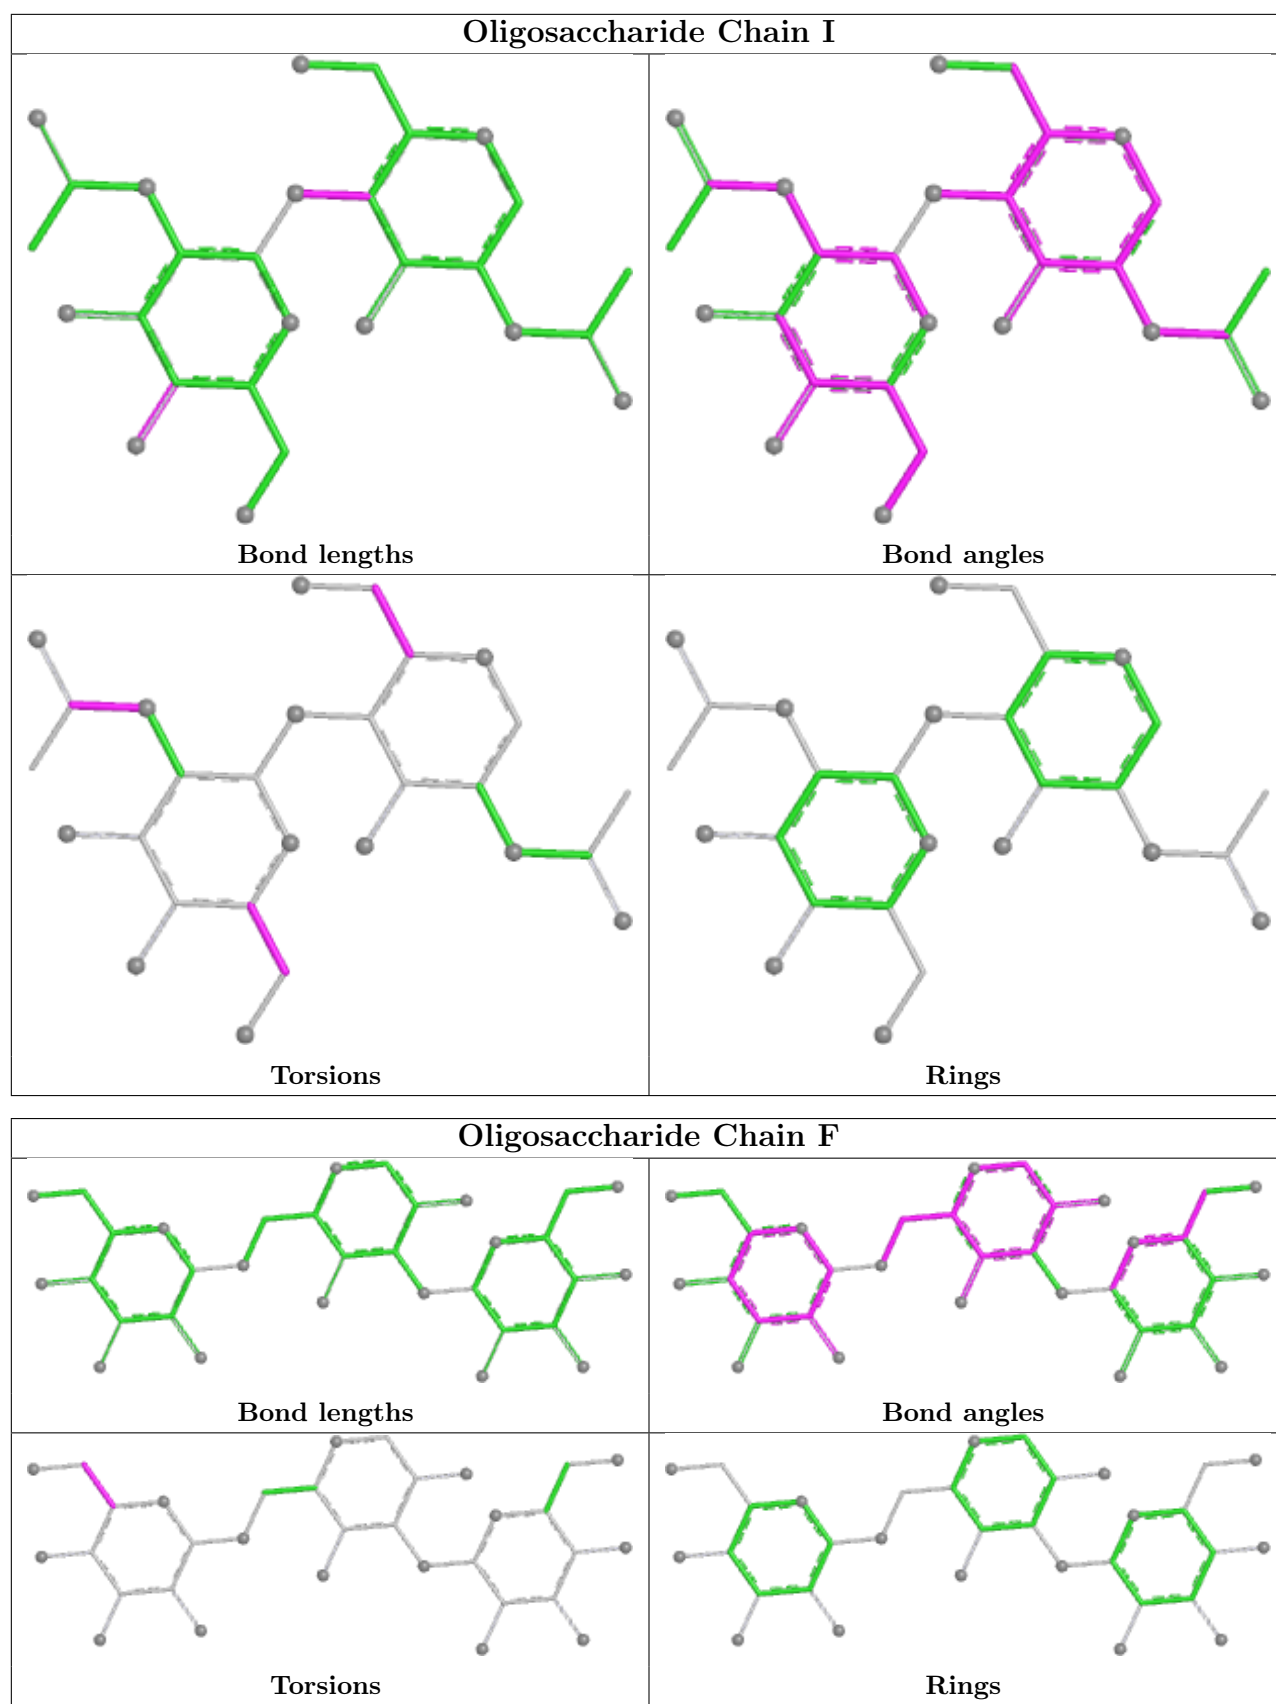 Oligosaccharide Chain I
Bond lengths
Bond angles
Torsions
Rings
Oligosaccharide Chain F
Bond lengths
Bond angles
Torsions
Rings